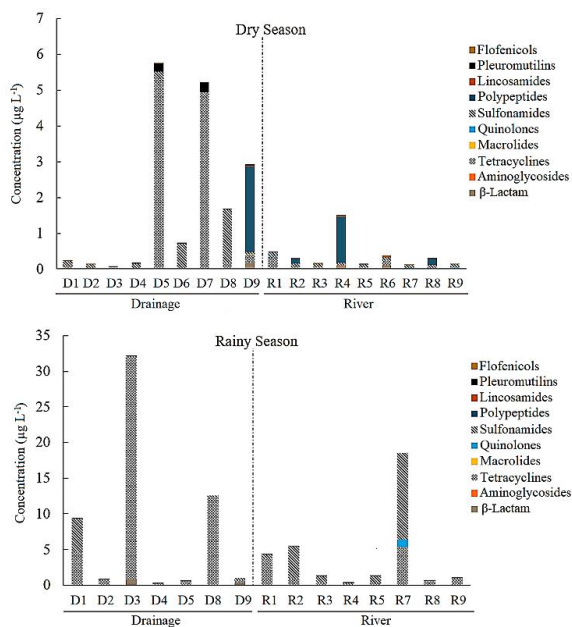 Dry Season
Concentration (µg L-1)
7
6
5
4
3
2
1
0
Flofenicols
Pleuromutilins
Lincosamides
Polypeptides
Sulfonamides
Quinolones
Macrolides
Tetracyclines
Aminoglycosides
β-Lactam
D1 D2 D3 D4 D5 D6 D7 D8 D9 R1 R2 R3 R4 R5 R6 R7 R8 R9
Drainage River
Rainy Season
Concentration (µg L-1)
35
30
25
20
15
10
5
0
Flofenicols
Pleuromutilins
Lincosamides
Polypeptides
Sulfonamides
Quinolones
Macrolides
Tetracyclines
Aminoglycosides
β-Lactam
D1 D2 D3 D4 D5 D8 D9 R1 R2 R3 R4 R5 R7 R8 R9
Drainage River